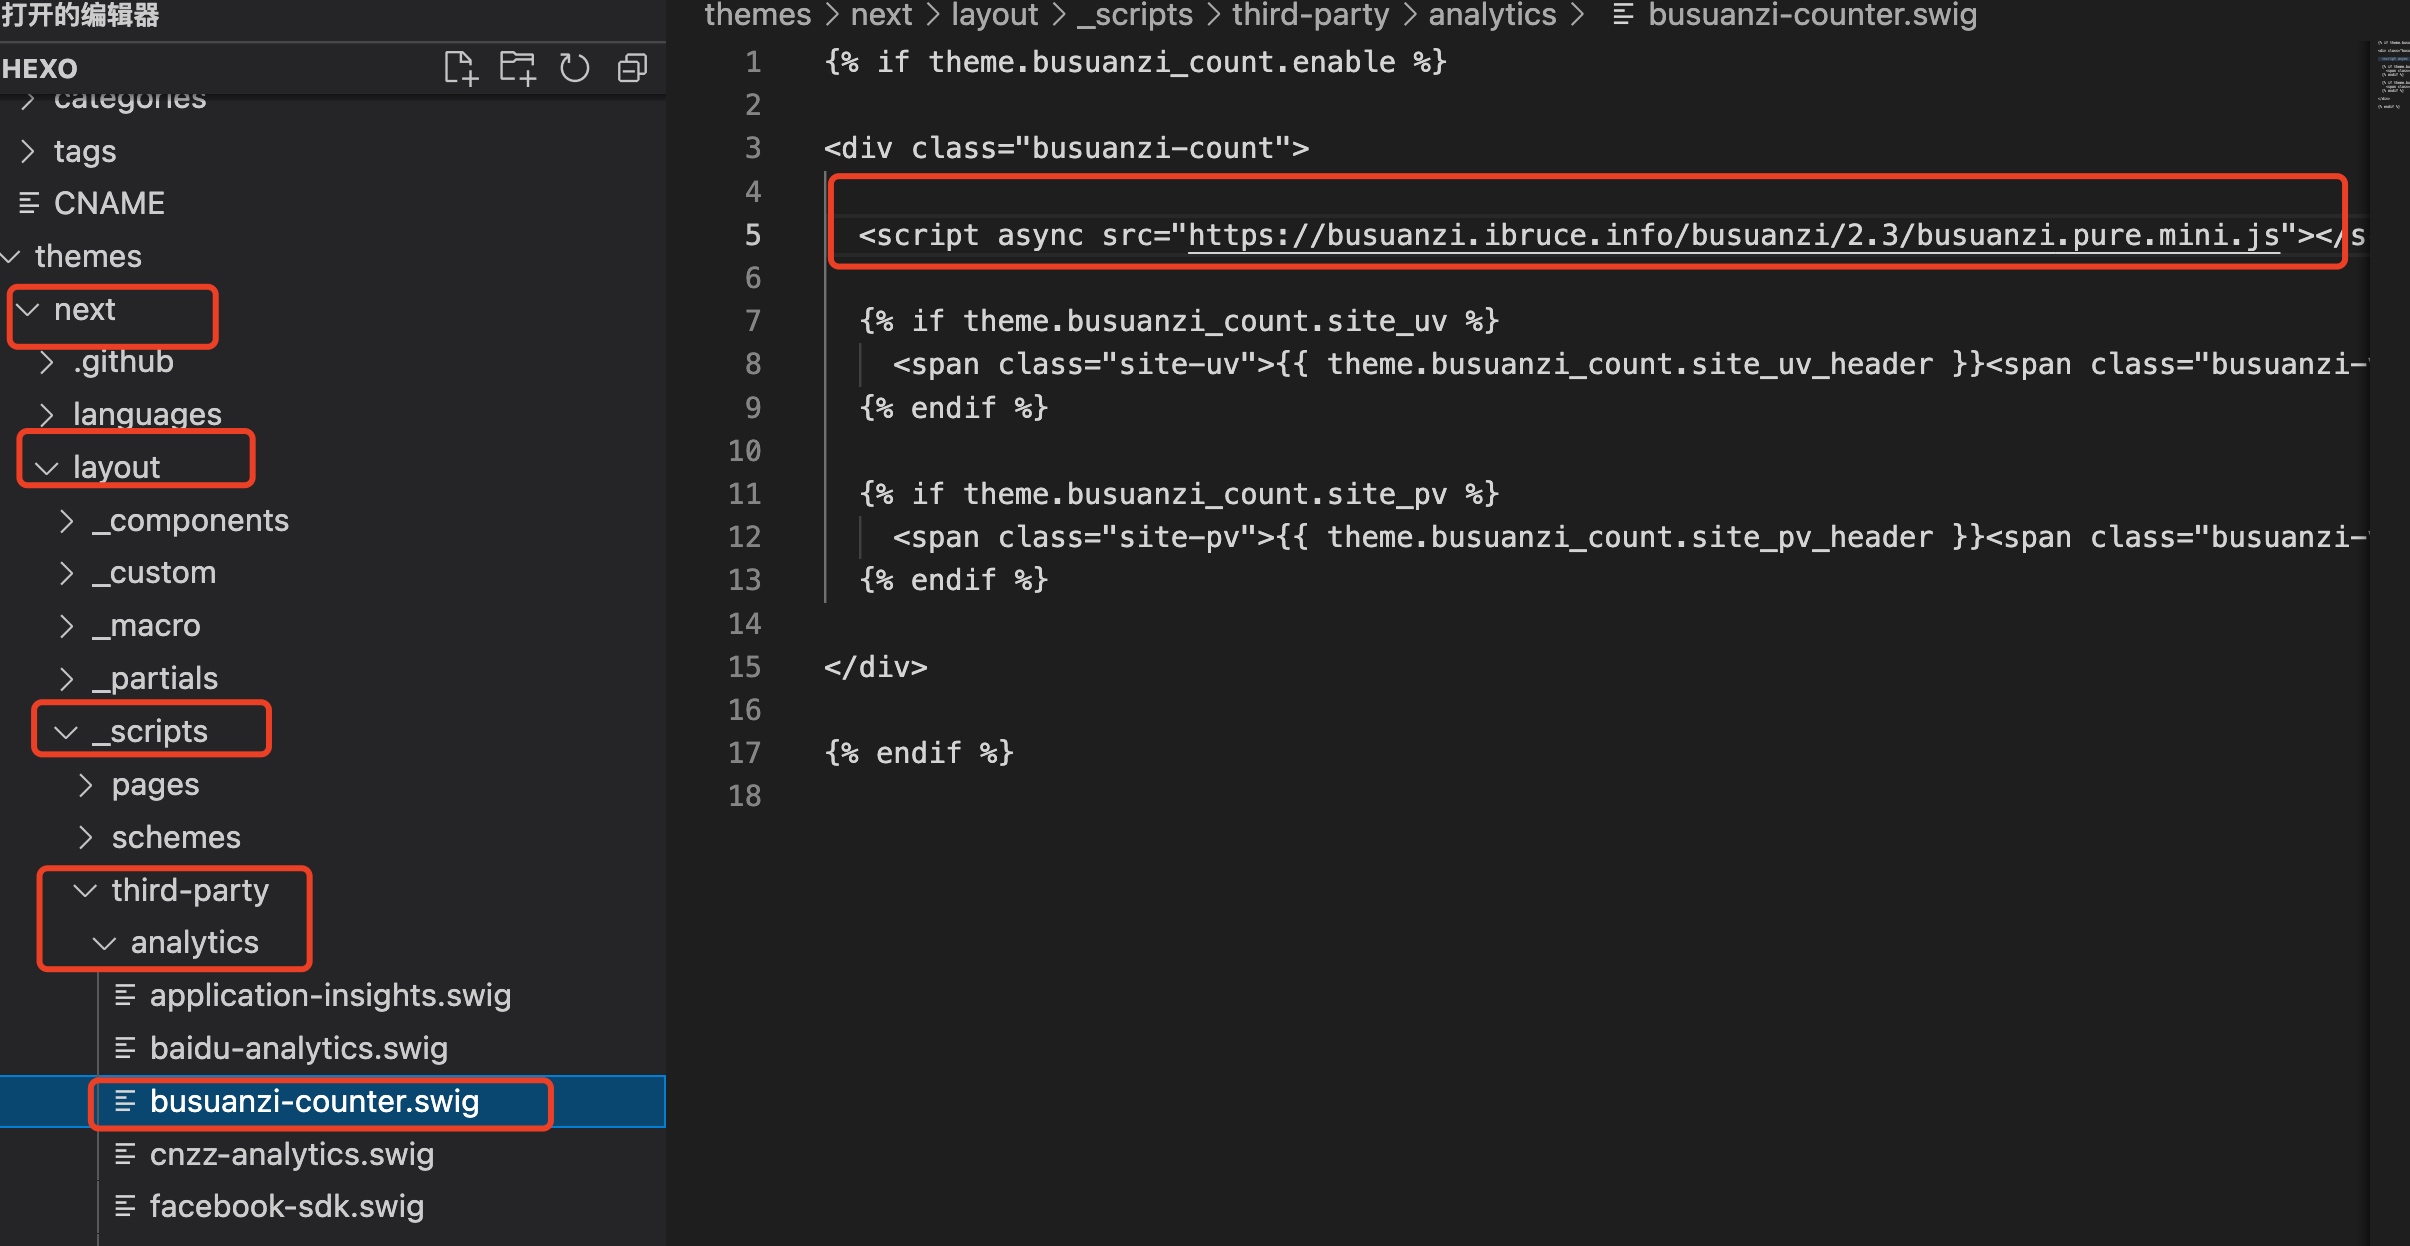 打开的编辑器
HEXO
categories
tags
CNAME
themes
next
.github
languages
layout
_components
_custom
_macro
_partials
_scripts
pages
schemes
third-party
analytics
application-insights.swig
baidu-analytics.swig
busuanzi-counter.swig
cnzz-analytics.swig
facebook-sdk.swig
themes > next > layout > _scripts > third-party > analytics > busuanzi-counter.swig
1 {% if theme.busuanzi_count.enable %}
2
3 <div class="busuanzi-count">
4
5 <script async src="https://busuanzi.ibruce.info/busuanzi/2.3/busuanzi.pure.mini.js"></s
6
7 {% if theme.busuanzi_count.site_uv %}
8 <span class="site-uv">{{ theme.busuanzi_count.site_uv_header }}<span class="busuanzi-
9 {% endif %}
10
11 {% if theme.busuanzi_count.site_pv %}
12 <span class="site-pv">{{ theme.busuanzi_count.site_pv_header }}<span class="busuanzi-
13 {% endif %}
14
15 </div>
16
17 {% endif %}
18